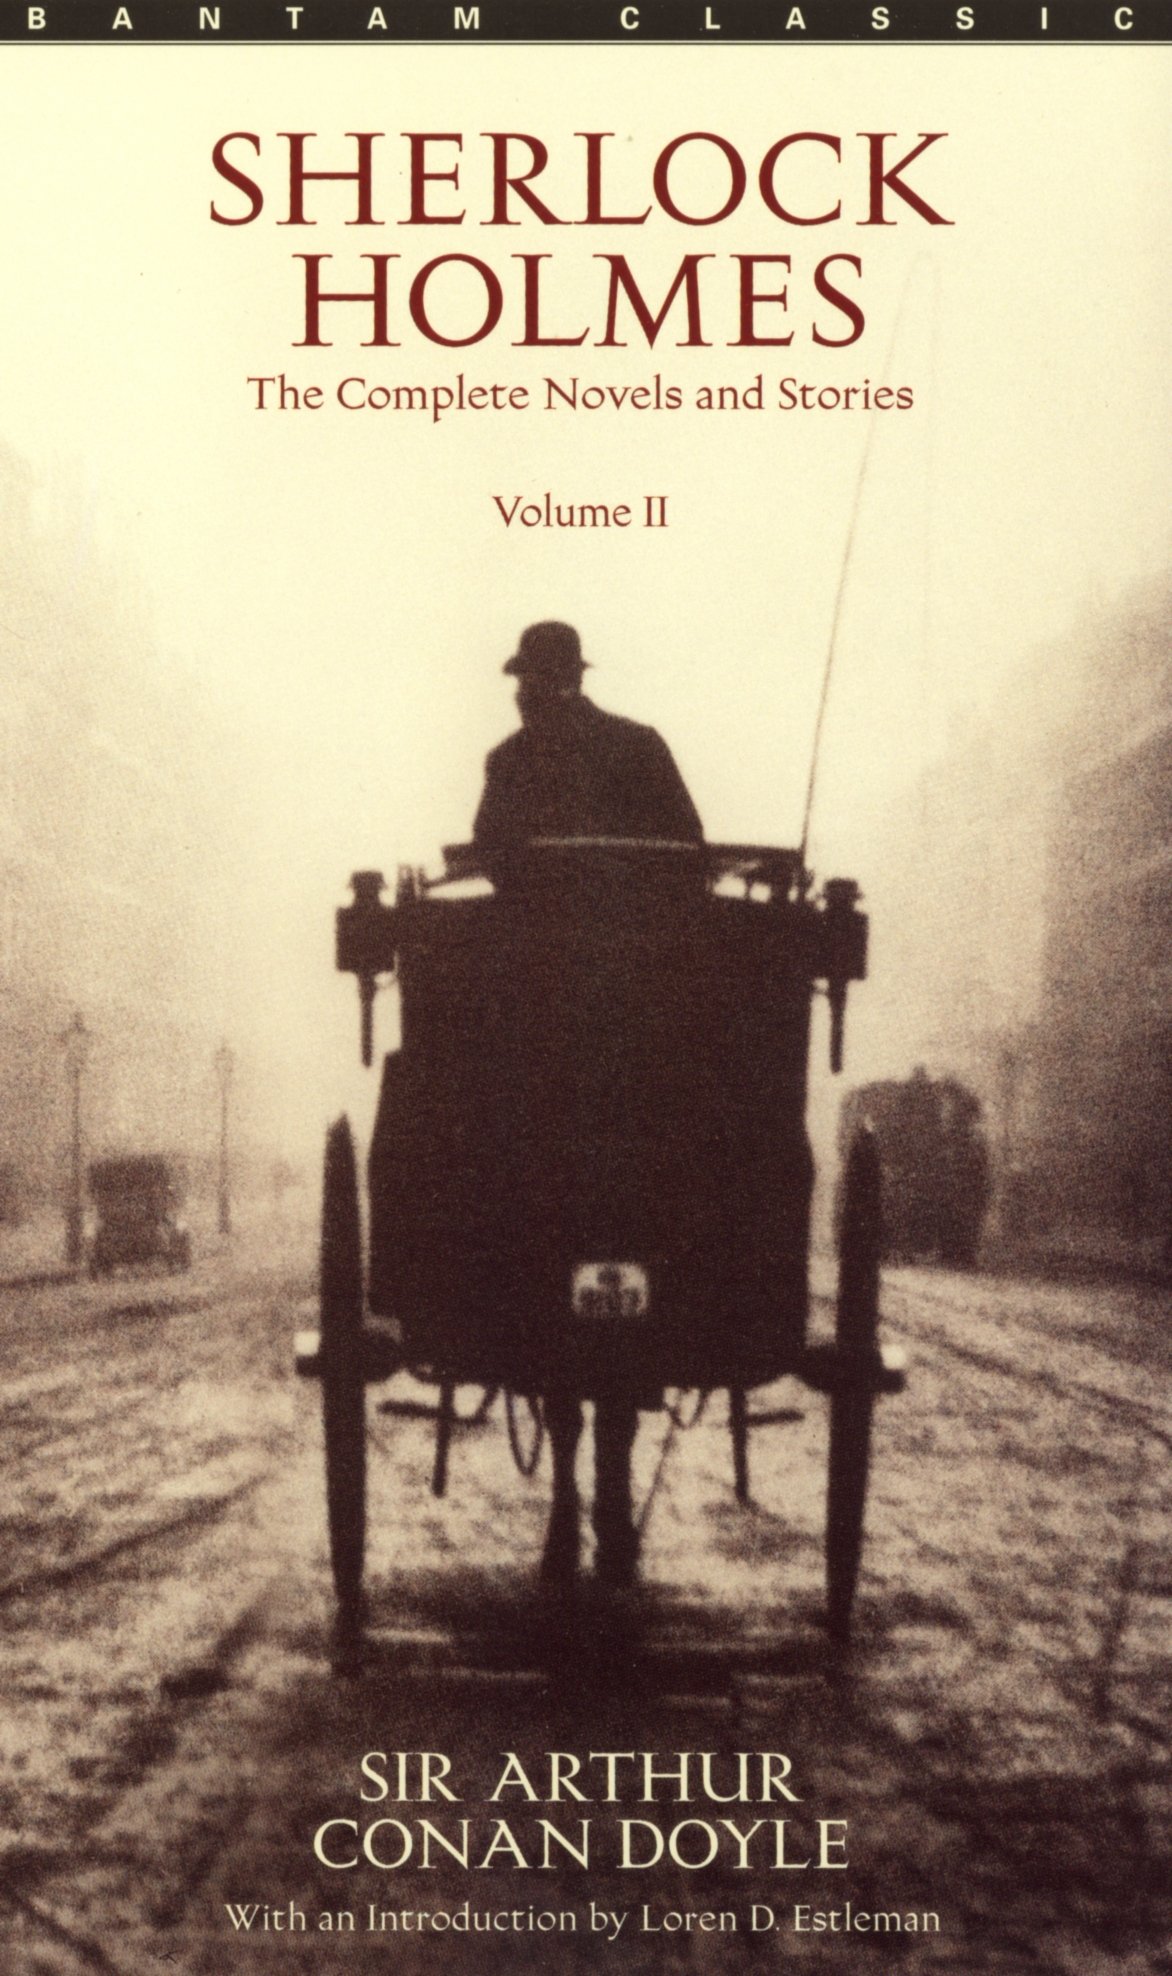 BANTAM CLASSIC
SHERLOCK
HOLMES
The Complete Novels and Stories
Volume II
SIR ARTHUR
CONAN DOYLE
With an Introduction by Loren D. Estleman